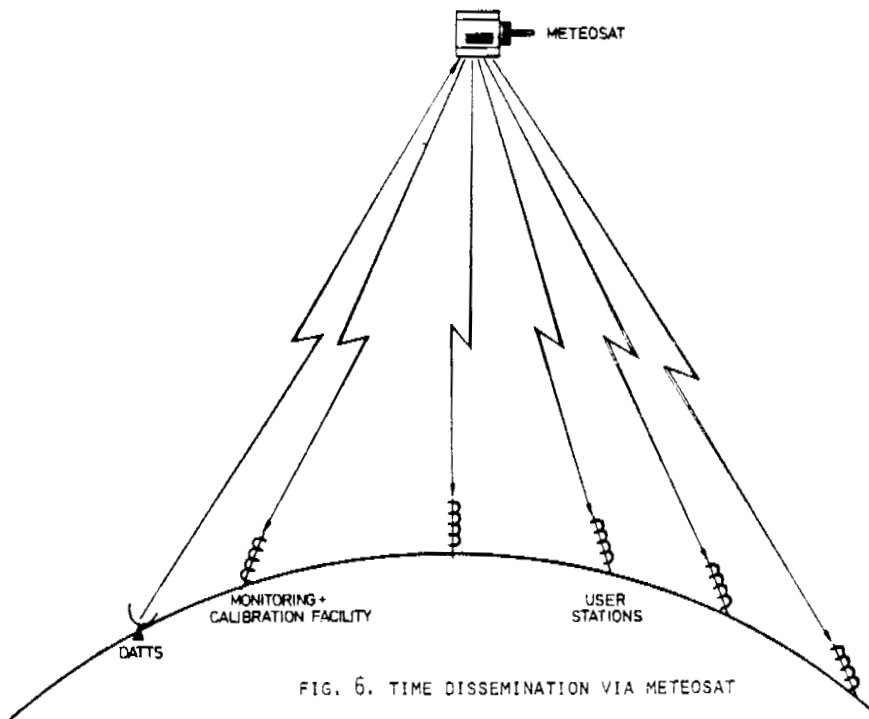 METEOSAT
MONITORING +
CALIBRATION FACILITY
USER
STATIONS
DATTS
FIG. 6. TIME DISSEMINATION VIA METEOSAT